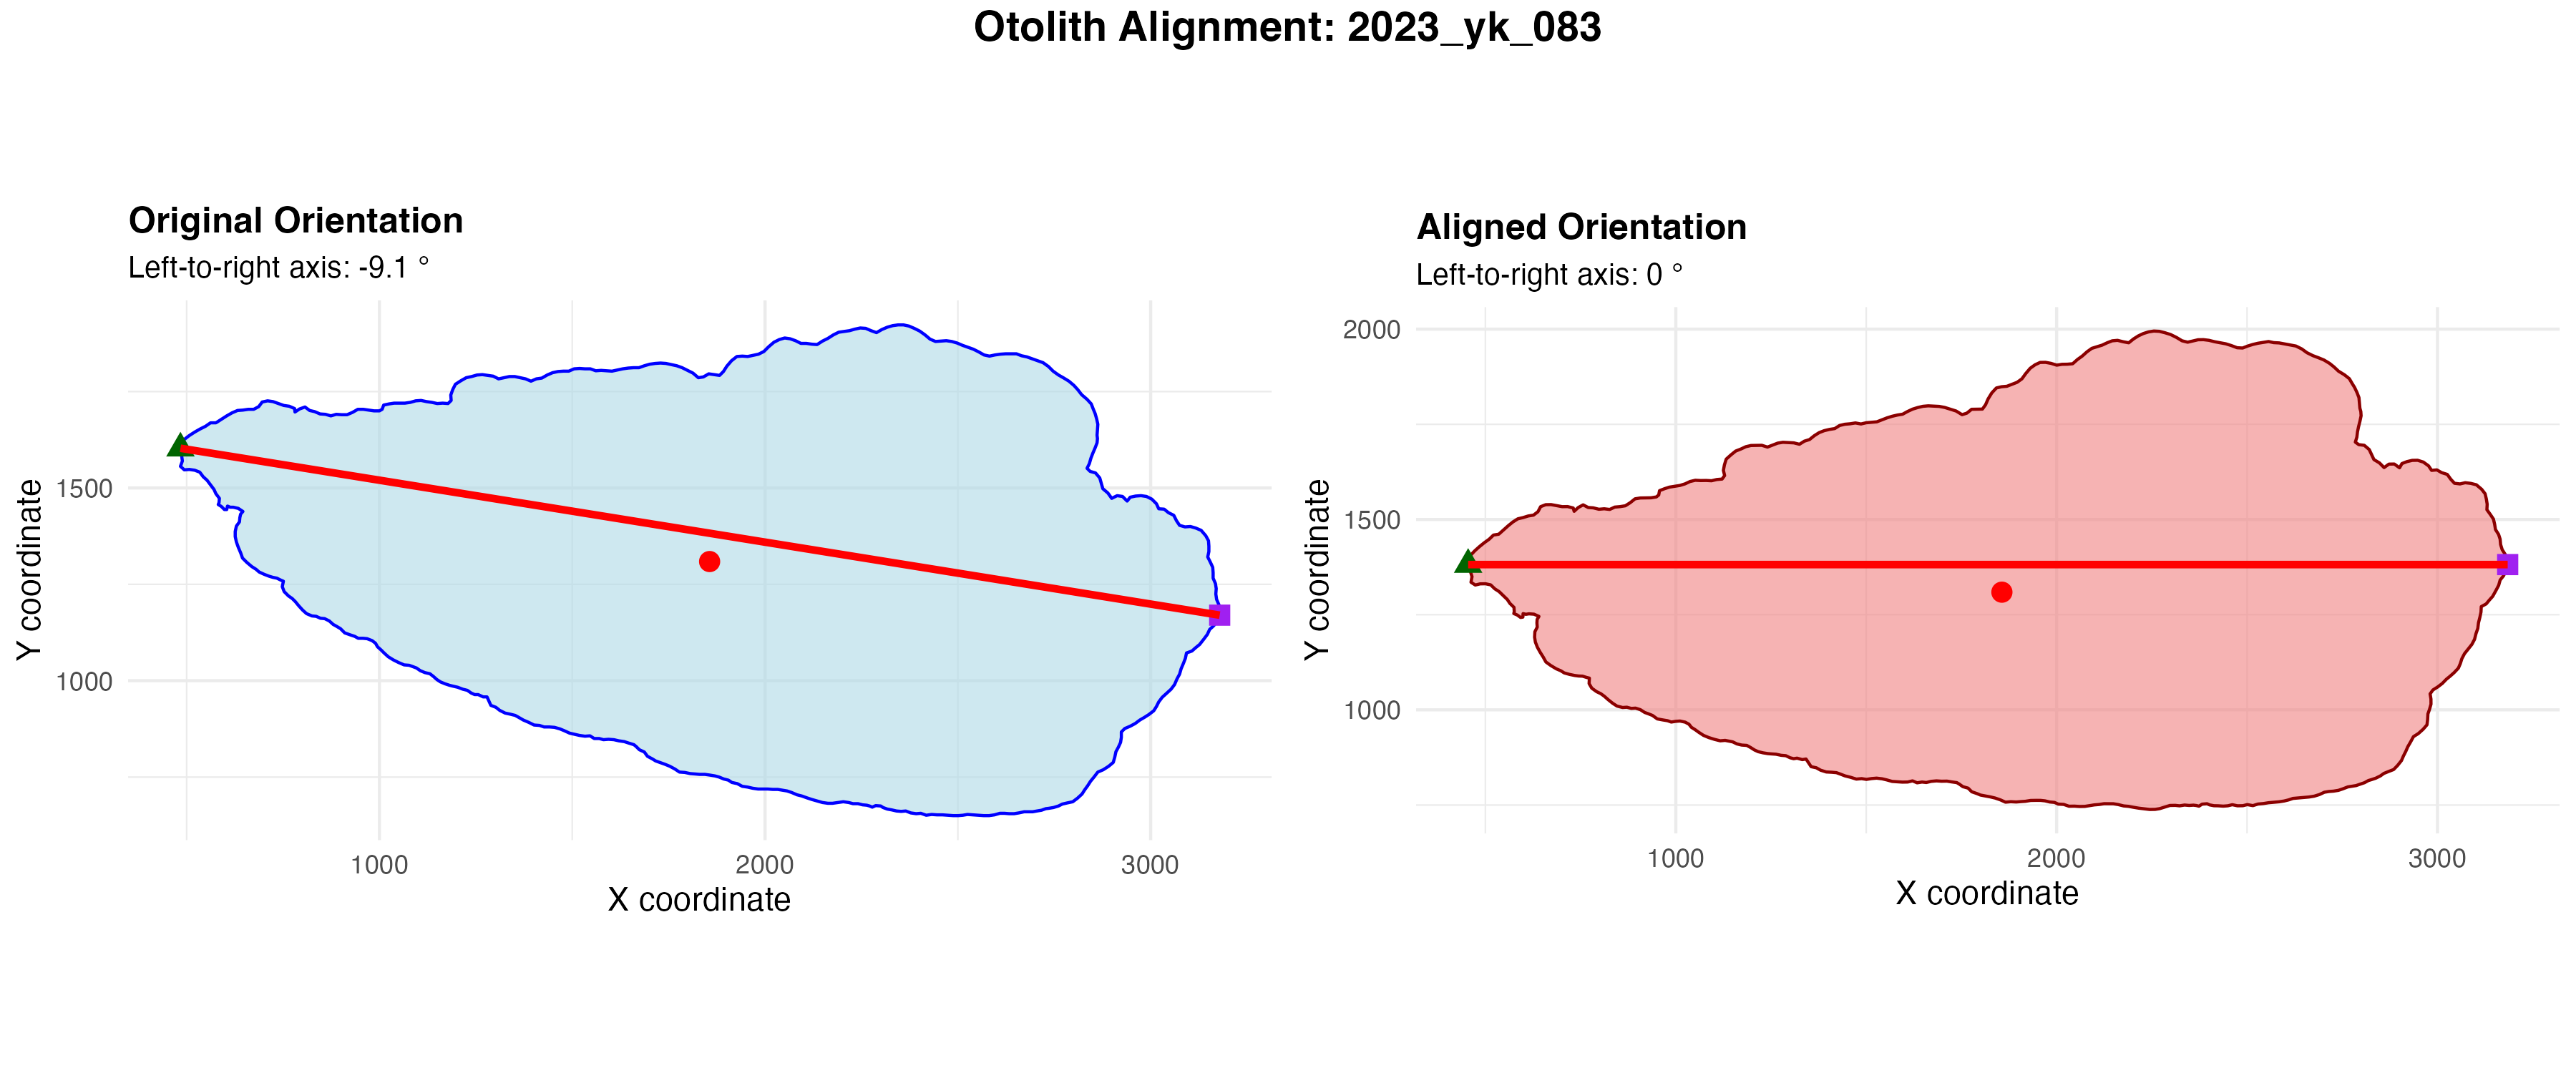 Otolith Alignment: 2023_yk_083
Original Orientation
Left-to-right axis: -9.1 °
Y coordinate
1500
1000
1000
2000
3000
X coordinate
Aligned Orientation
Left-to-right axis: 0 °
Y coordinate
2000
1500
1000
1000
2000
3000
X coordinate